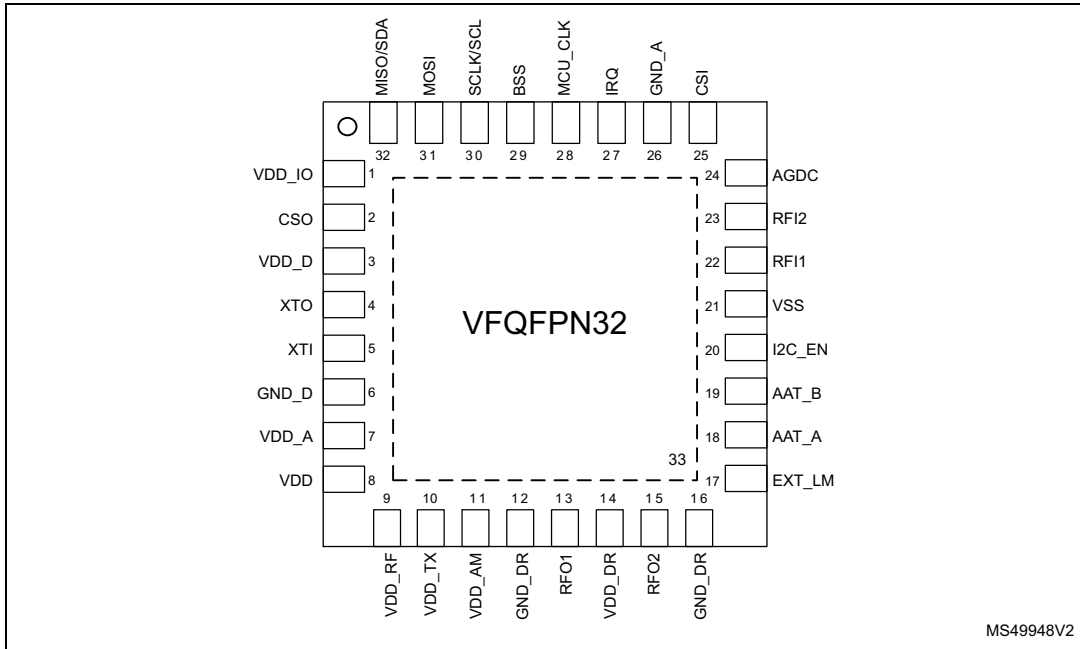 MISO/SDA
MOSI
SCLK/SCL
BSS
MCU_CLK
IRQ
GND_A
CSI
32
31
30
29
28
27
26
25
VDD_IO 1
CSO 2
VDD_D 3
XTO 4
XTI 5
GND_D 6
VDD_A 7
VDD 8
VFQFPN32
33
24 AGDC
23 RFI2
22 RFI1
21 VSS
20 I2C_EN
19 AAT_B
18 AAT_A
17 EXT_LM
9
10
11
12
13
14
15
16
VDD_RF
VDD_TX
VDD_AM
GND_DR
RFO1
VDD_DR
RFO2
GND_DR
MS49948V2